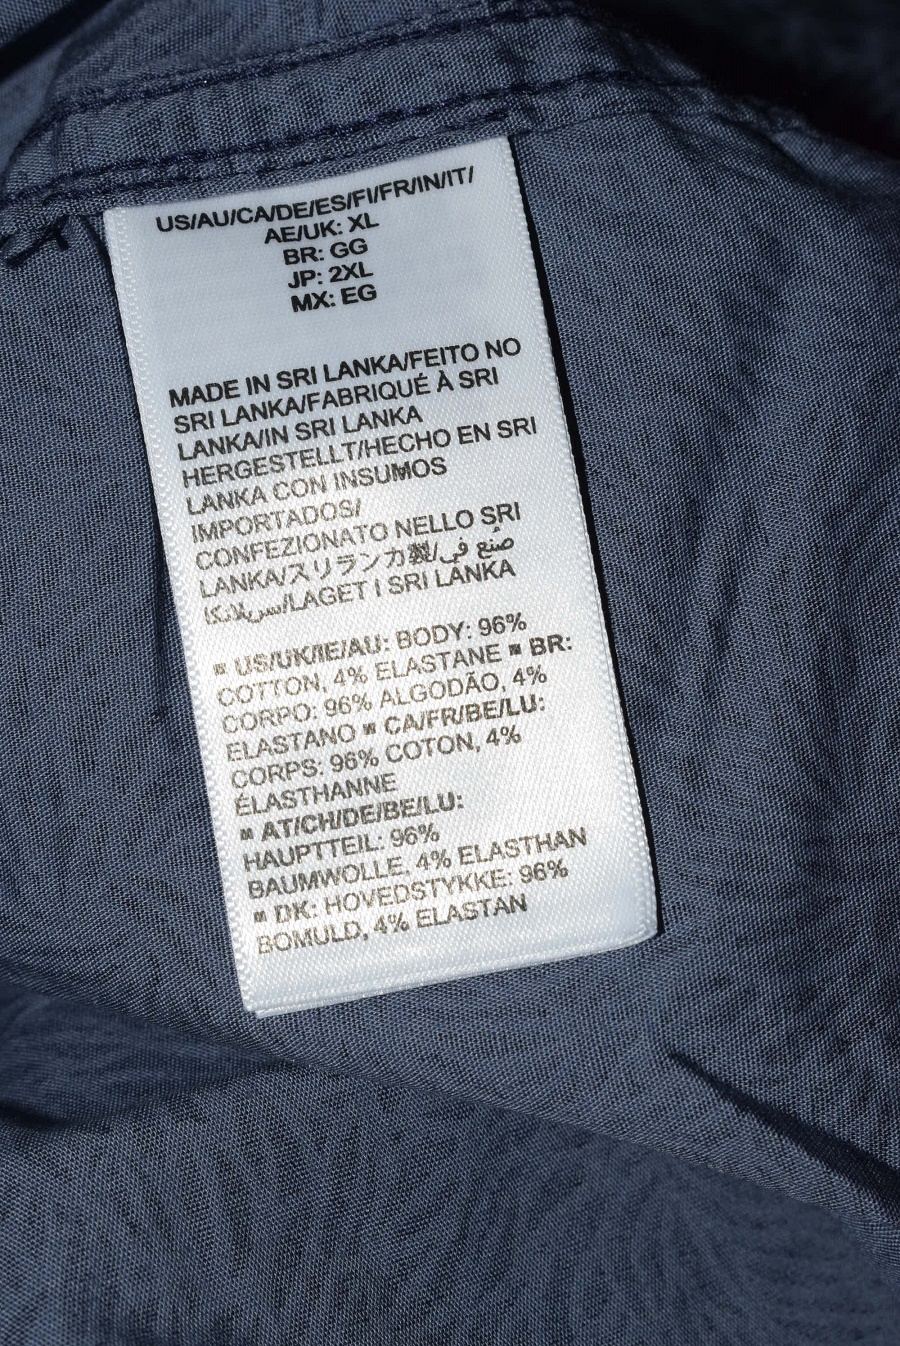 US/AU/CA/DE/ES/FI/FR/IN/IT/
AE/UK: XL
BR: GG
JP: 2XL
MX: EG
MADE IN SRI LANKA/FEITO NO
SRI LANKA/FABRIQUÉ À SRI
LANKA/IN SRI LANKA
HERGESTELLT/HECHO EN SRI
LANKA CON INSUMOS
IMPORTADOS/
CONFEZIONATO NELLO SRI
LANKA/スリランカ製/صُنع في
سريلانكا/LAGET I SRI LANKA
▪ US/UK/IE/AU: BODY: 96%
COTTON, 4% ELASTANE ▪ BR:
CORPO: 96% ALGODÃO, 4%
ELASTANO ▪ CA/FR/BE/LU:
CORPS: 96% COTON, 4%
ÉLASTHANNE
▪ AT/CH/DE/BE/LU:
HAUPTTEIL: 96%
BAUMWOLLE, 4% ELASTHAN
▪ DK: HOVEDSTYKKE: 96%
BOMULD, 4% ELASTAN